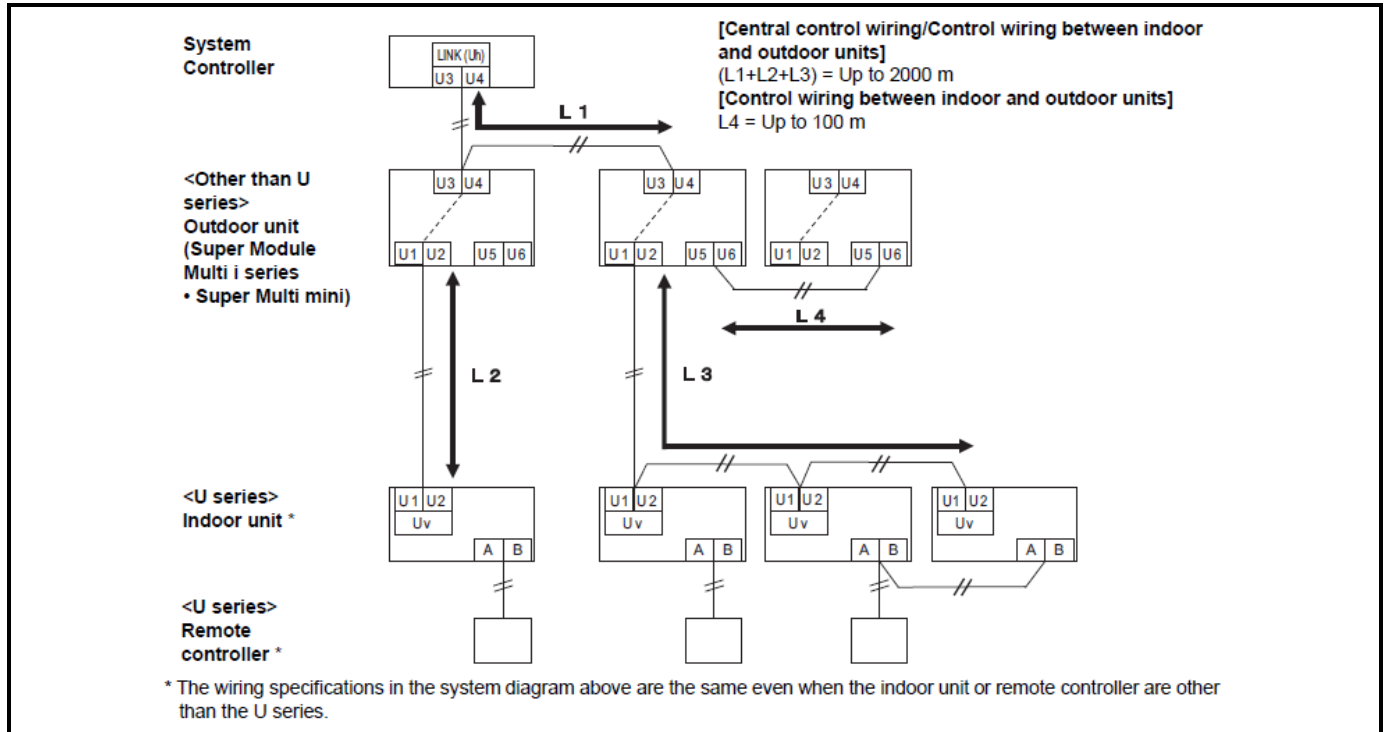 System
Controller
LINK (Uh)
U3 U4
[Central control wiring/Control wiring between indoor
and outdoor units]
(L1+L2+L3) = Up to 2000 m
[Control wiring between indoor and outdoor units]
L4 = Up to 100 m
L 1
<Other than U
series>
Outdoor unit
(Super Module
Multi i series
• Super Multi mini)
U3 U4
U1 U2
U5 U6
U3 U4
U1 U2
U5 U6
U3 U4
U1 U2
U5 U6
L 4
L 2
L 3
<U series>
Indoor unit *
U1 U2
Uv
A B
U1 U2
Uv
A B
U1 U2
Uv
A B
U1 U2
Uv
A B
<U series>
Remote
controller *
* The wiring specifications in the system diagram above are the same even when the indoor unit or remote controller are other
than the U series.